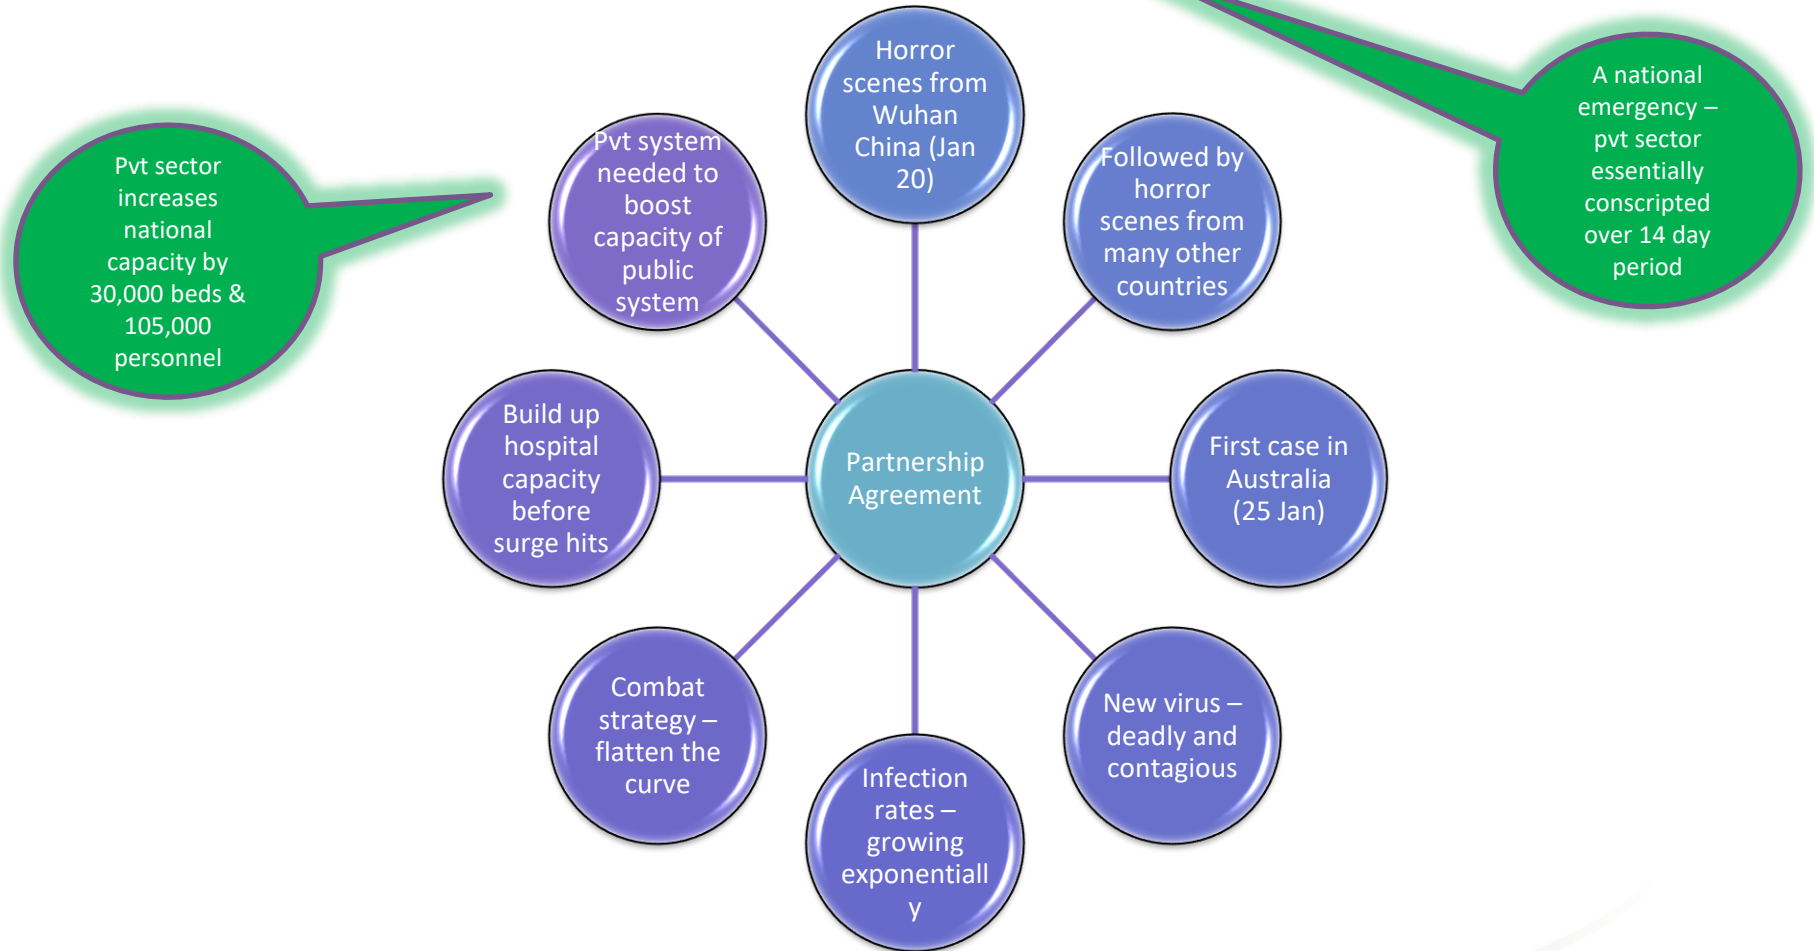 Horror
scenes from
Wuhan
China (Jan
20)
Followed by
horror
scenes from
many other
countries
First case in
Australia
(25 Jan)
New virus –
deadly and
contagious
Infection
rates –
growing
exponentiall
y
Combat
strategy –
flatten the
curve
Build up
hospital
capacity
before
surge hits
Pvt system
needed to
boost
capacity of
public
system
Partnership
Agreement
Pvt sector
increases
national
capacity by
30,000 beds &
105,000
personnel
A national
emergency –
pvt sector
essentially
conscripted
over 14 day
period